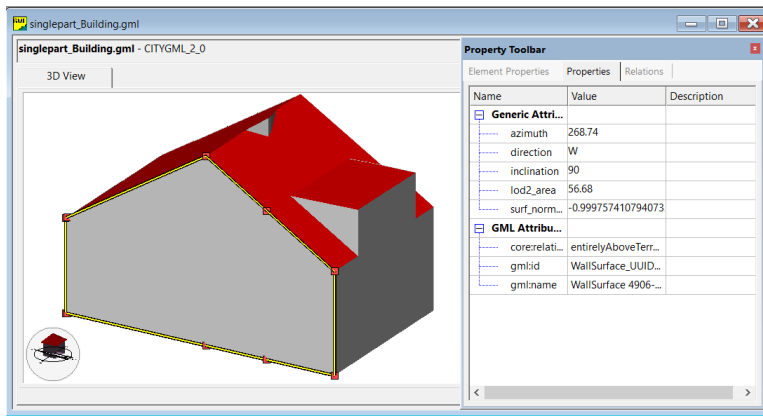 GUI singlepart_Building.gml
singlepart_Building.gml - CITYGML_2_0
3D View
Property Toolbar
Element Properties Properties Relations
Name Value Description
Generic Attri...
azimuth 268.74
direction W
inclination 90
lod2_area 56.68
surf_norm... -0.999757410794073
GML Attribu...
core:relati... entirelyAboveTerr...
gml:id WallSurface_UUID...
gml:name WallSurface 4906-...